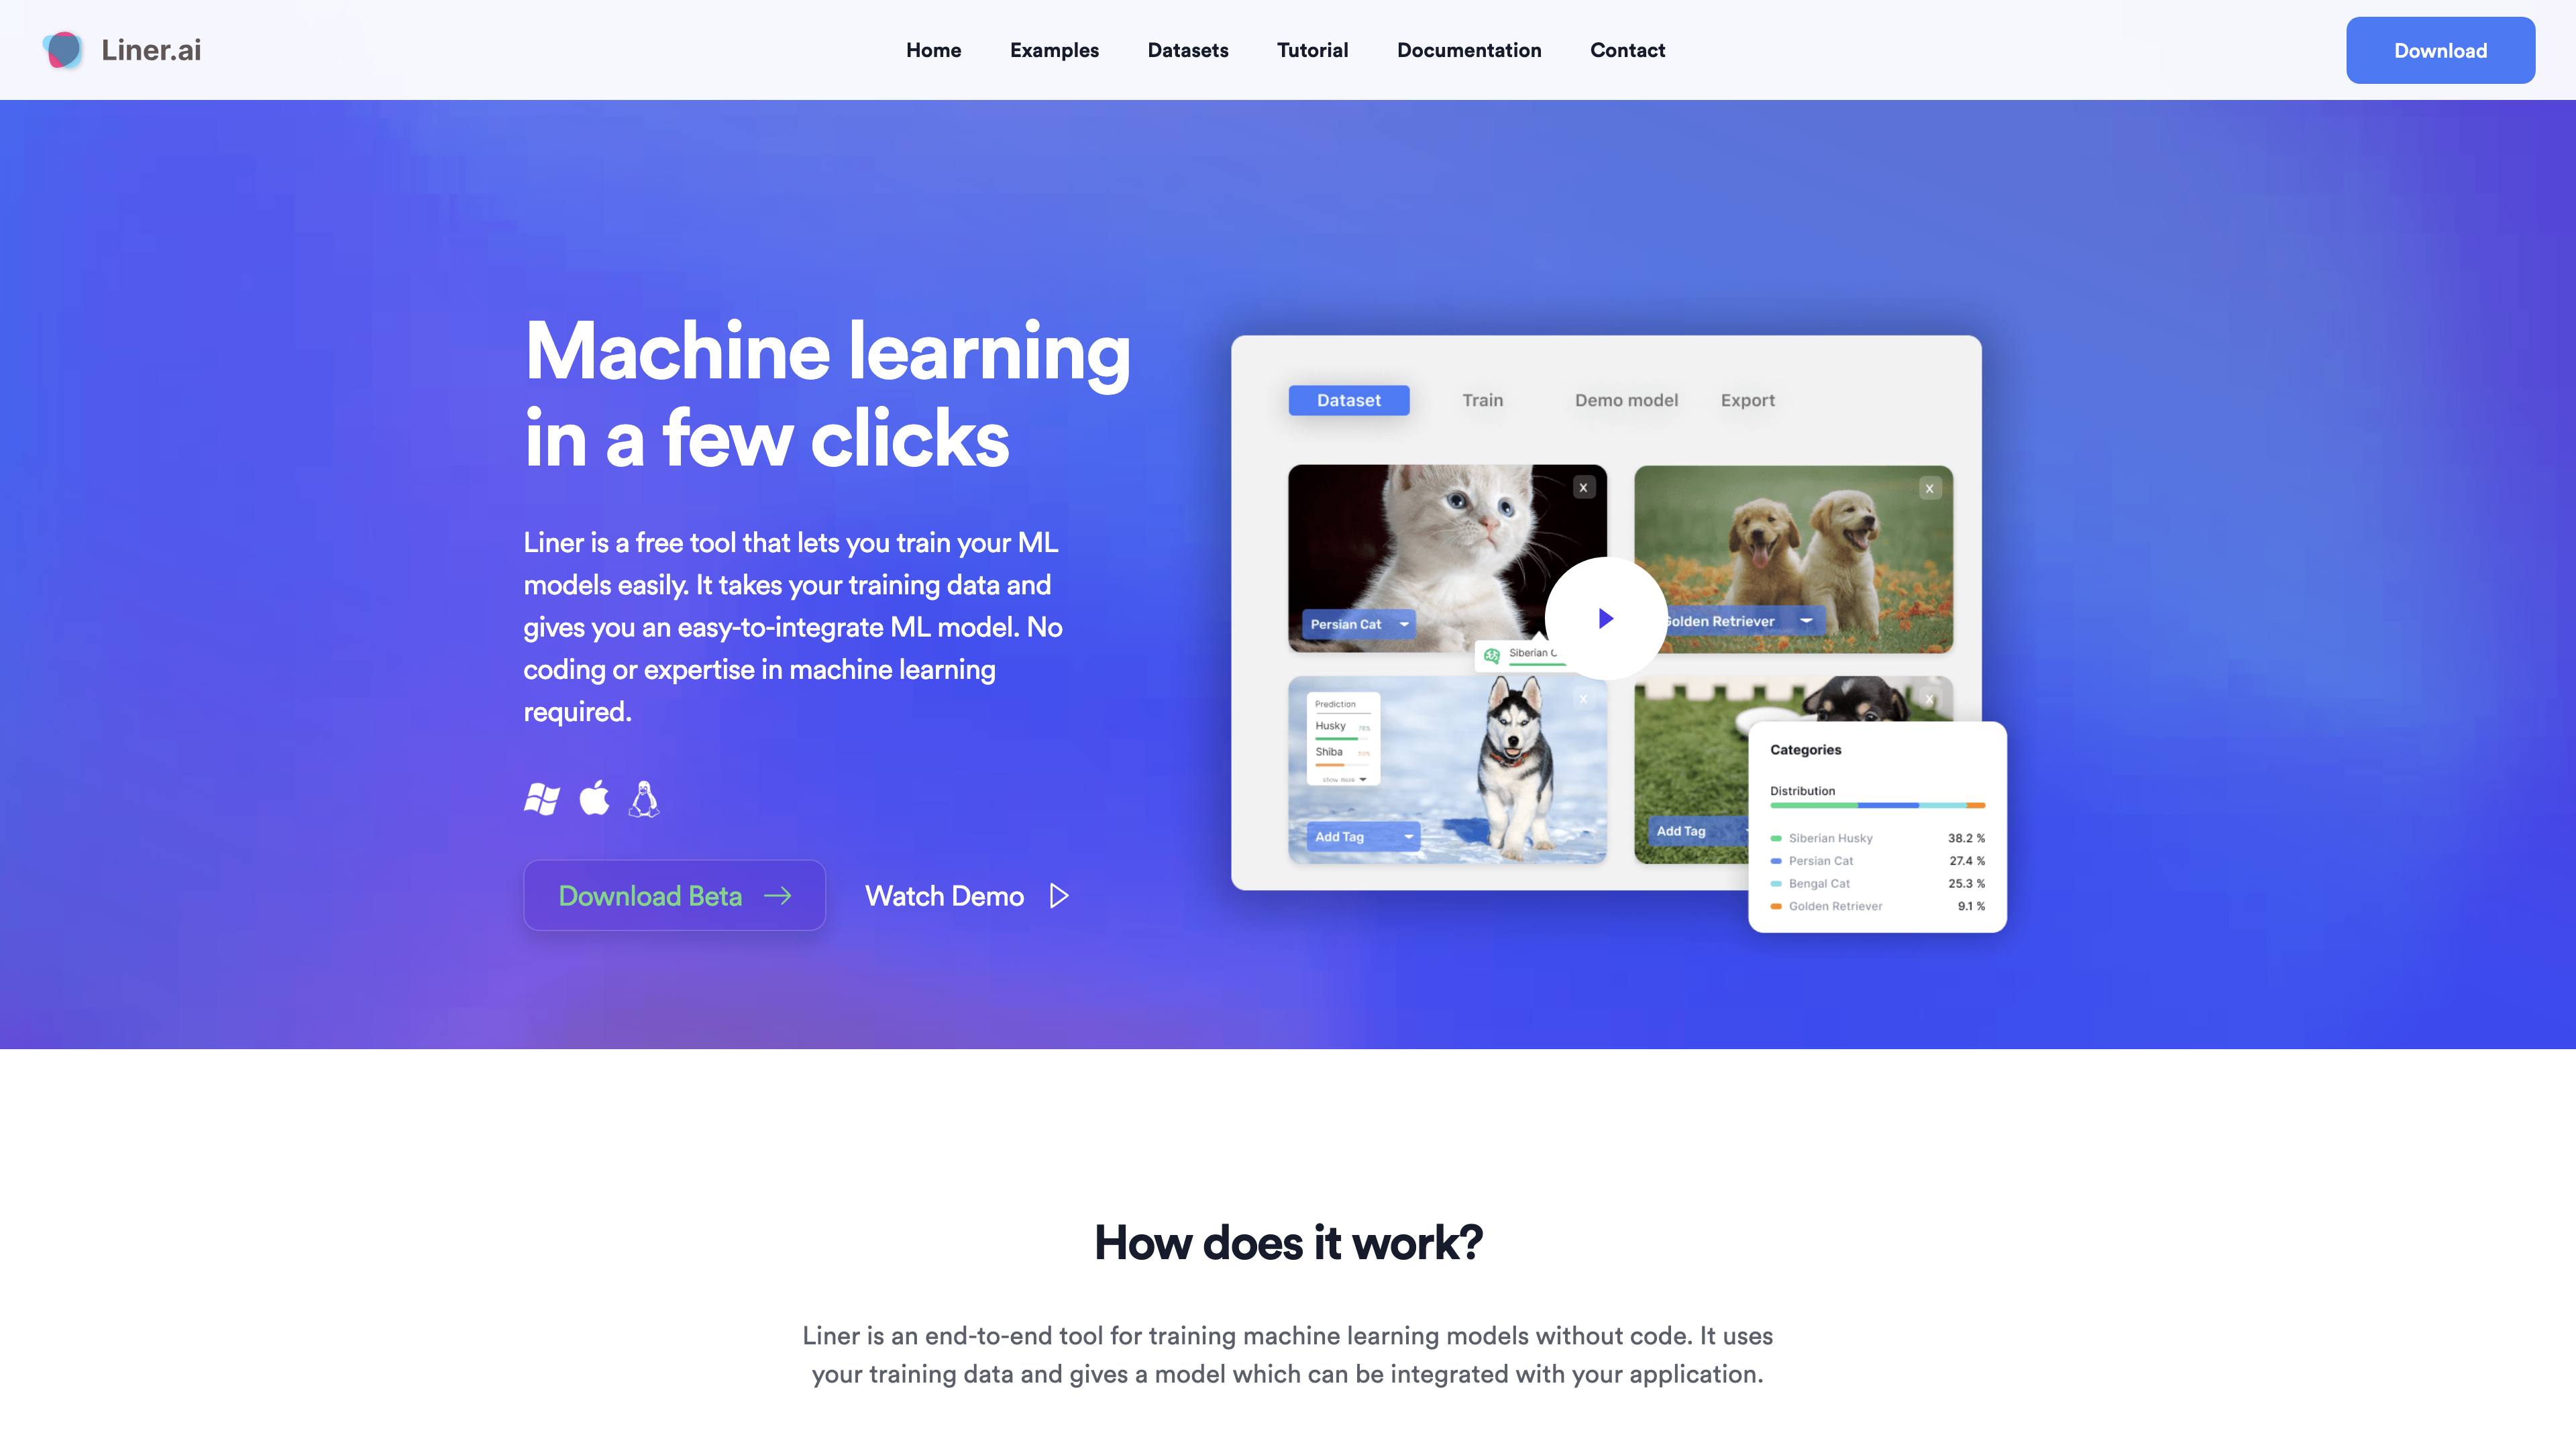 Liner.ai
Home
Examples
Datasets
Tutorial
Documentation
Contact
Download
Machine learning
in a few clicks
Liner is a free tool that lets you train your ML
models easily. It takes your training data and
gives you an easy-to-integrate ML model. No
coding or expertise in machine learning
required.
Download Beta
Watch Demo
Dataset
Train
Demo model
Export
X
X
Persian Cat
Golden Retriever
Siberian
X
X
Prediction
Husky
Shiba
show more
Add Tag
Add Tag
Categories
Distribution
Siberian Husky 38.2 %
Persian Cat 27.4 %
Bengal Cat 25.3 %
Golden Retriever 9.1 %
How does it work?
Liner is an end-to-end tool for training machine learning models without code. It uses
your training data and gives a model which can be integrated with your application.